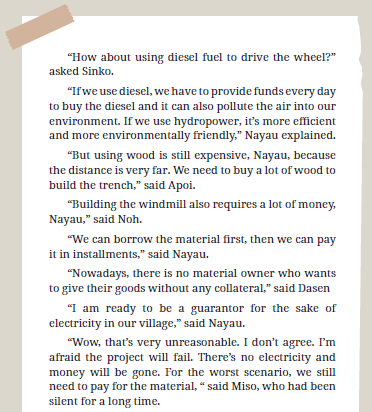 “How about using diesel fuel to drive the wheel?”
asked Sinko.
“If we use diesel, we have to provide funds every day
to buy the diesel and it can also pollute the air into our
environment. If we use hydropower, it’s more efficient
and more environmentally friendly,” Nayau explained.
“But using wood is still expensive, Nayau, because
the distance is very far. We need to buy a lot of wood to
build the trench,” said Apoi.
“Building the windmill also requires a lot of money,
Nayau,” said Noh.
“We can borrow the material first, then we can pay
it in installments,” said Nayau.
“Nowadays, there is no material owner who wants
to give their goods without any collateral,” said Dasen
“I am ready to be a guarantor for the sake of
electricity in our village,” said Nayau.
“Wow, that’s very unreasonable. I don’t agree. I’m
afraid the project will fail. There’s no electricity and
money will be gone. For the worst scenario, we still
need to pay for the material, “ said Miso, who had been
silent for a long time.